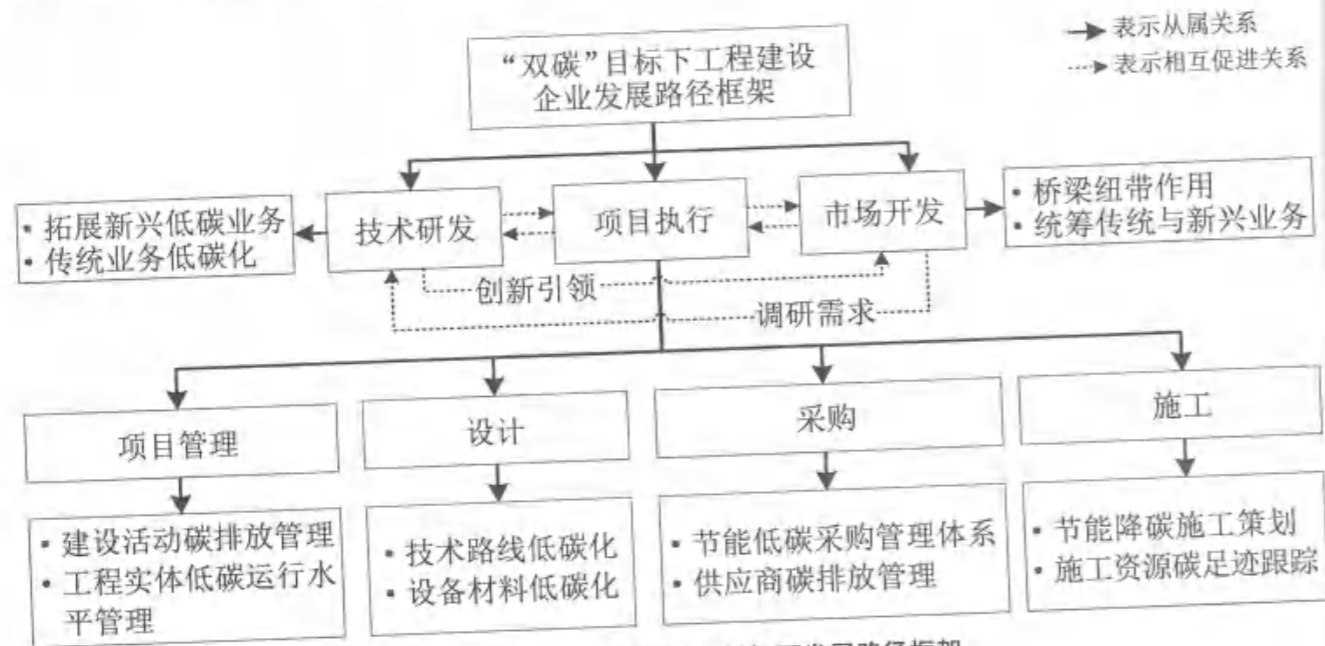 表示从属关系
表示相互促进关系
“双碳”目标下工程建设
企业发展路径框架
拓展新兴低碳业务
传统业务低碳化
技术研发
项目执行
市场开发
桥梁纽带作用
统筹传统与新兴业务
创新引领
调研需求
项目管理
设计
采购
施工
建设活动碳排放管理
工程实体低碳运行水
平管理
技术路线低碳化
设备材料低碳化
节能低碳采购管理体系
供应商碳排放管理
节能降碳施工策划
施工资源碳足迹跟踪
发展路径框架